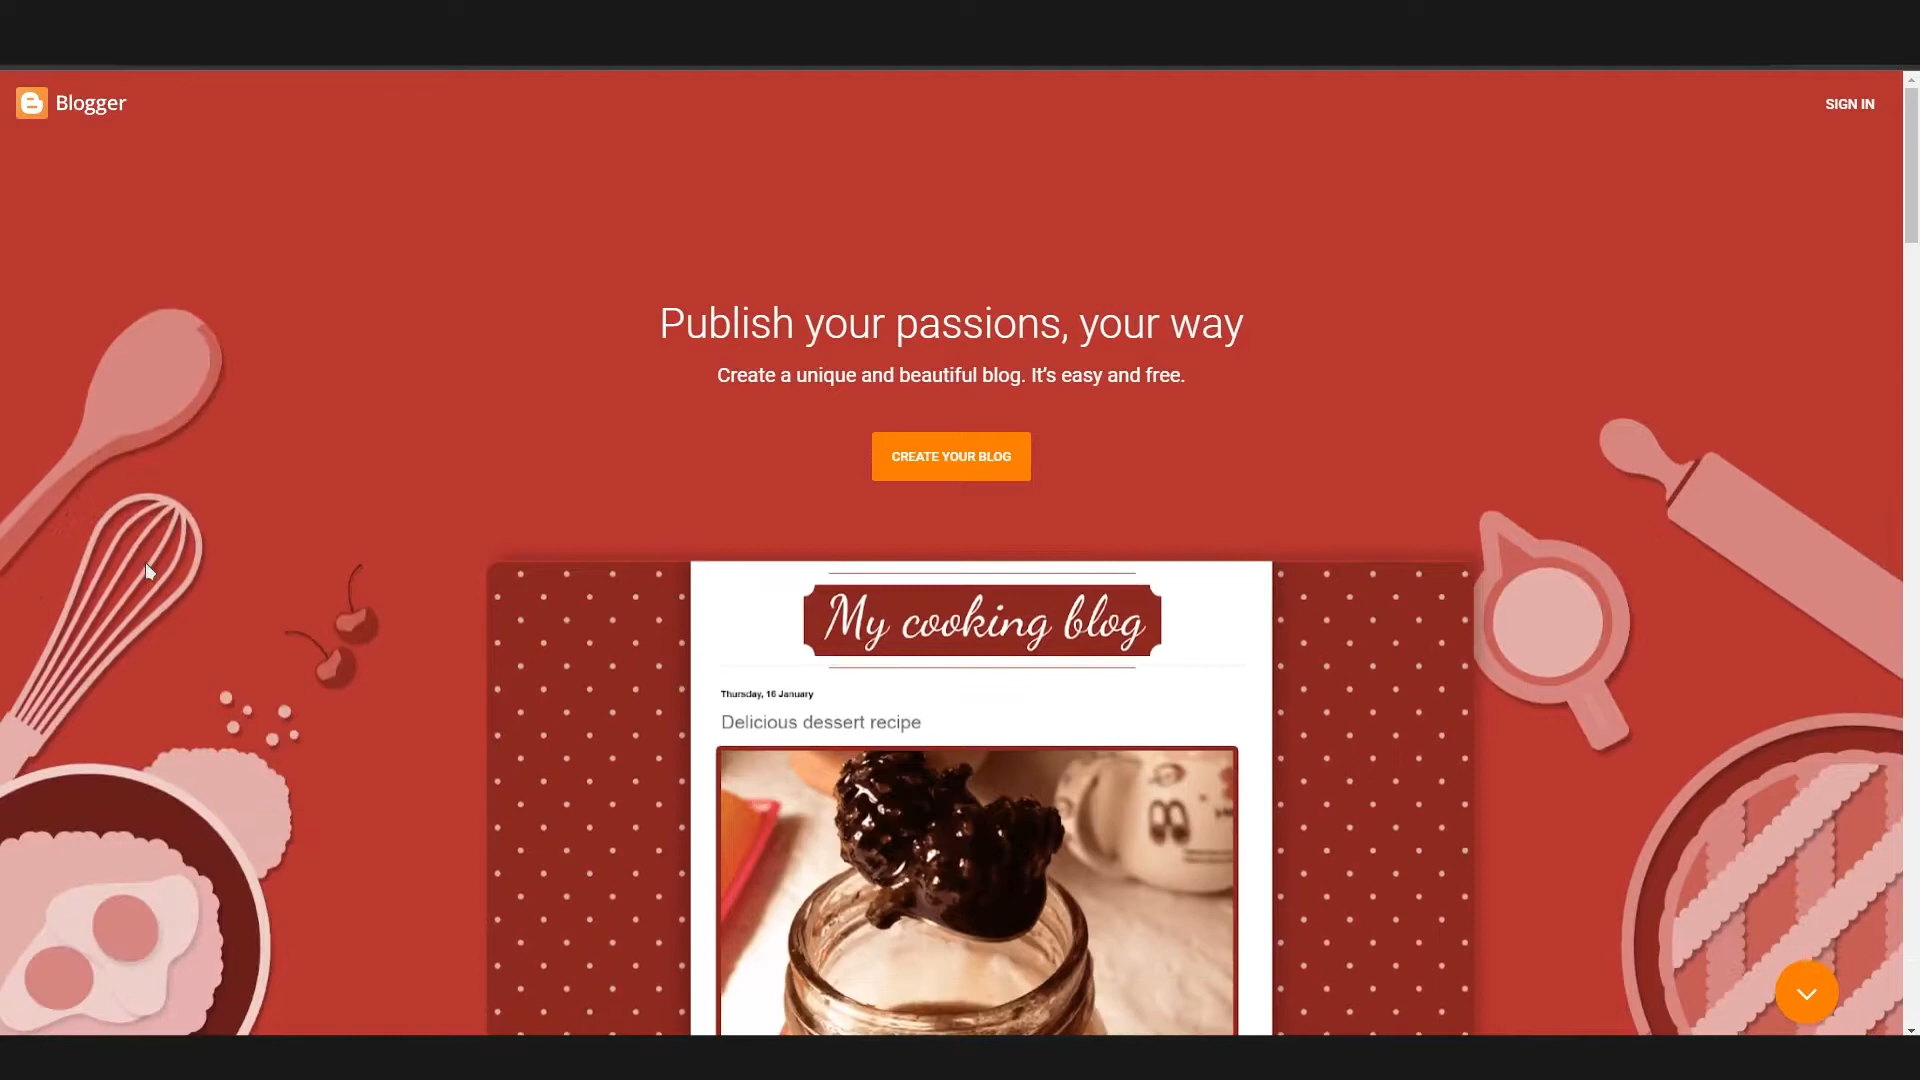 Blogger
SIGN IN
Publish your passions, your way
Create a unique and beautiful blog. It’s easy and free.
CREATE YOUR BLOG
My cooking blog
Thursday, 16 January
Delicious dessert recipe